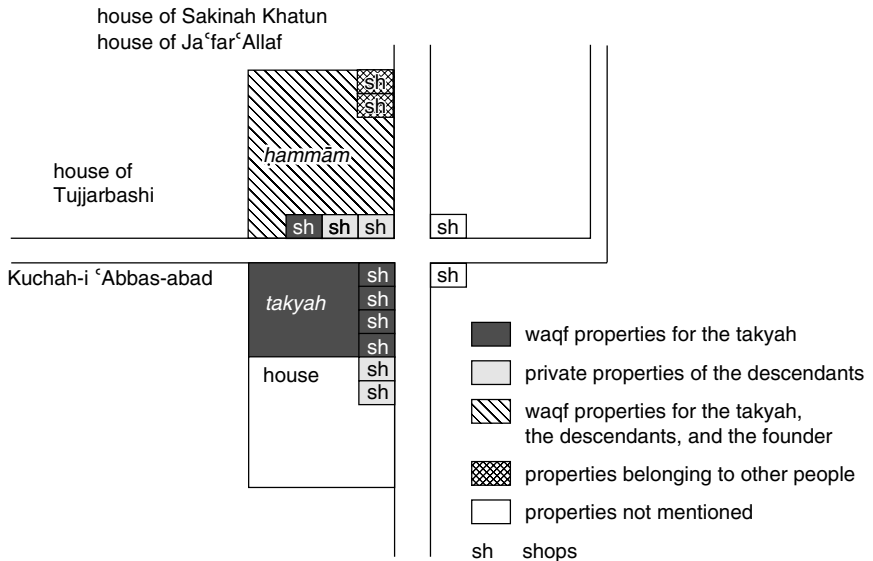 house of Sakinah Khatun
house of Jaʿfar ʿAllaf
sh
sh
ḥammām
house of
Tujjarbashi
sh sh sh sh
Kuchah-i ʿAbbas-abad
sh sh
takyah
sh
sh
sh
house
sh
sh
waqf properties for the takyah
private properties of the descendants
waqf properties for the takyah,
the descendants, and the founder
properties belonging to other people
properties not mentioned
sh shops